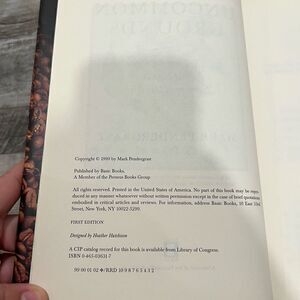 UNCOMMON
GROUNDS
Copyright © 1999 by Mark Pendergrast
Published by Basic Books,
A Member of the Perseus Books Group
All rights reserved. Printed in the United States of America. No part of this book may be repro-
duced in any manner whatsoever without written permission except in the case of brief quotations
embodied in critical articles and reviews. For information, address Basic Books, 10 East 53rd
Street, New York, NY 10022-5299.
FIRST EDITION
Designed by Heather Hutchison
A CIP catalog record for this book is available from Library of Congress.
ISBN 0-465-03631-7
99 00 01 02 ❖/RRD 10 9 8 7 6 5 4 3 2